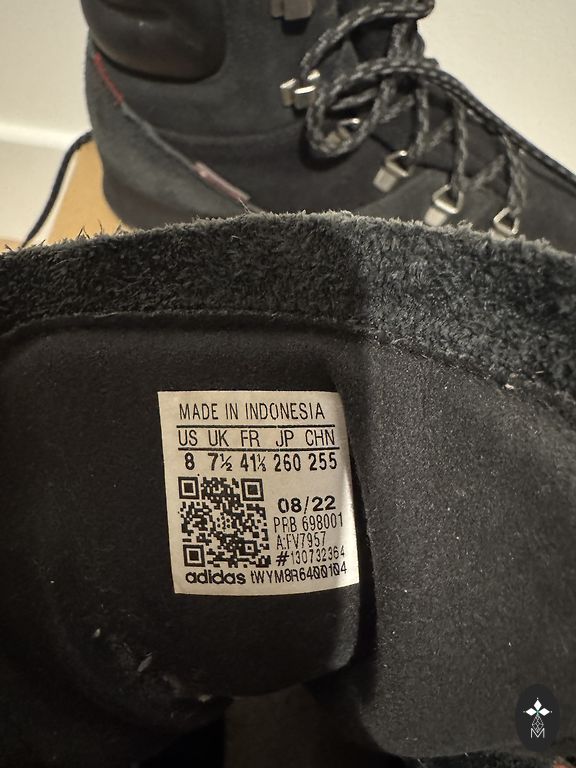 MADE IN INDONESIA
US UK FR JP CHN
8 7½ 41⅓ 260 255
08/22
PRB 698001
A:FV7957
#130732364
adidas tWYM8R6400104
M